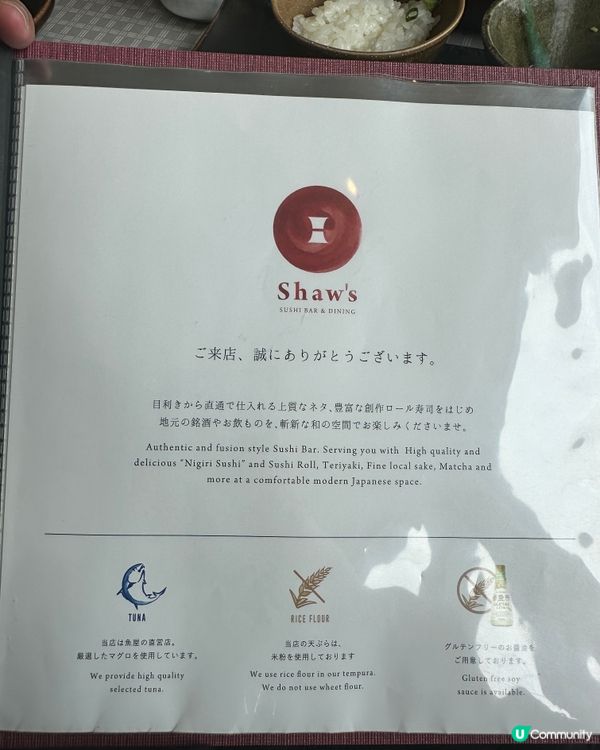 Shaw's
SUSHI BAR & DINING
ご来店、誠にありがとうございます。
目利きから直通で仕入れる上質なネタ、豊富な創作ロール寿司をはじめ
地元の銘酒やお飲ものを、斬新な和の空間でお楽しみくださいませ。
Authentic and fusion style Sushi Bar. Serving you with High quality and
delicious "Nigiri Sushi" and Sushi Roll, Teriyaki, Fine local sake, Matcha and
more at a comfortable modern Japanese space.
TUNA
当店は魚屋の直営店。
厳選したマグロを使用しています。
We provide high quality
selected tuna.
RICE FLOUR
当店の天ぷらは、
米粉を使用しております
We use rice flour in our tempura.
We do not use wheet flour.
グルテンフリーのお醤油を
ご用意しております。
Gluten free soy
sauce is available.
U Community